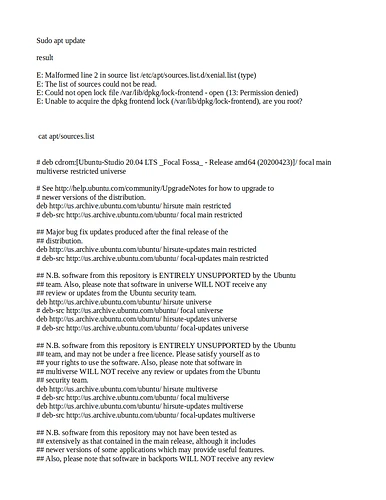 Sudo apt update
result
E: Malformed line 2 in source list /etc/apt/sources.list.d/xenial.list (type)
E: The list of sources could not be read.
E: Could not open lock file /var/lib/dpkg/lock-frontend - open (13: Permission denied)
E: Unable to acquire the dpkg frontend lock (/var/lib/dpkg/lock-frontend), are you root?
cat apt/sources.list
# deb cdrom:[Ubuntu-Studio 20.04 LTS _Focal Fossa_ - Release amd64 (20200423)]/ focal main
multiverse restricted universe
# See http://help.ubuntu.com/community/UpgradeNotes for how to upgrade to
# newer versions of the distribution.
deb http://us.archive.ubuntu.com/ubuntu/ hirsute main restricted
# deb-src http://us.archive.ubuntu.com/ubuntu/ focal main restricted
## Major bug fix updates produced after the final release of the
## distribution.
deb http://us.archive.ubuntu.com/ubuntu/ hirsute-updates main restricted
# deb-src http://us.archive.ubuntu.com/ubuntu/ focal-updates main restricted
## N.B. software from this repository is ENTIRELY UNSUPPORTED by the Ubuntu
## team. Also, please note that software in universe WILL NOT receive any
## review or updates from the Ubuntu security team.
deb http://us.archive.ubuntu.com/ubuntu/ hirsute universe
# deb-src http://us.archive.ubuntu.com/ubuntu/ focal universe
deb http://us.archive.ubuntu.com/ubuntu/ hirsute-updates universe
# deb-src http://us.archive.ubuntu.com/ubuntu/ focal-updates universe
## N.B. software from this repository is ENTIRELY UNSUPPORTED by the Ubuntu
## team, and may not be under a free licence. Please satisfy yourself as to
## your rights to use the software. Also, please note that software in
## multiverse WILL NOT receive any review or updates from the Ubuntu
## security team.
deb http://us.archive.ubuntu.com/ubuntu/ hirsute multiverse
# deb-src http://us.archive.ubuntu.com/ubuntu/ focal multiverse
deb http://us.archive.ubuntu.com/ubuntu/ hirsute-updates multiverse
# deb-src http://us.archive.ubuntu.com/ubuntu/ focal-updates multiverse
## N.B. software from this repository may not have been tested as
## extensively as that contained in the main release, although it includes
## newer versions of some applications which may provide useful features.
## Also, please note that software in backports WILL NOT receive any review